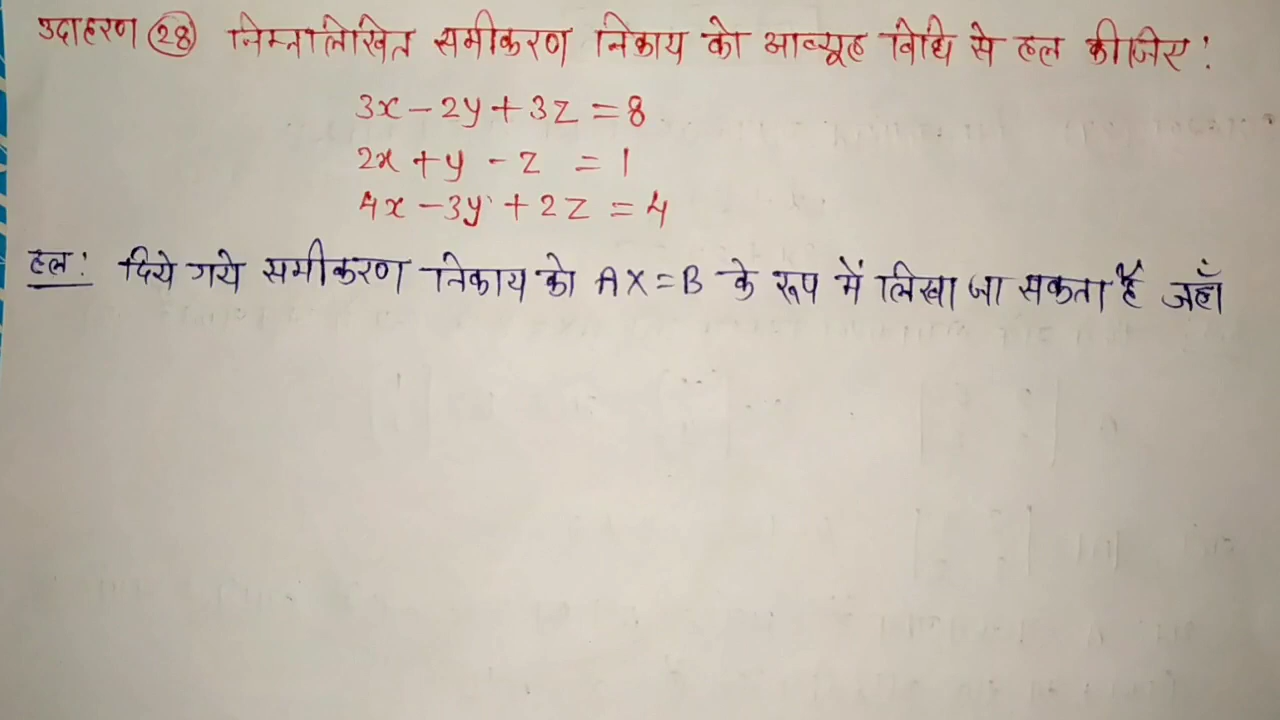 उदाहरण 28 निम्नलिखित समीकरण निकाय को आव्यूह विधि से हल कीजिए :
3x - 2y + 3z = 8
2x + y - z = 1
4x - 3y + 2z = 4
हल : दिये गये समीकरण निकाय को AX = B के रूप में लिखा जा सकता है जहाँ